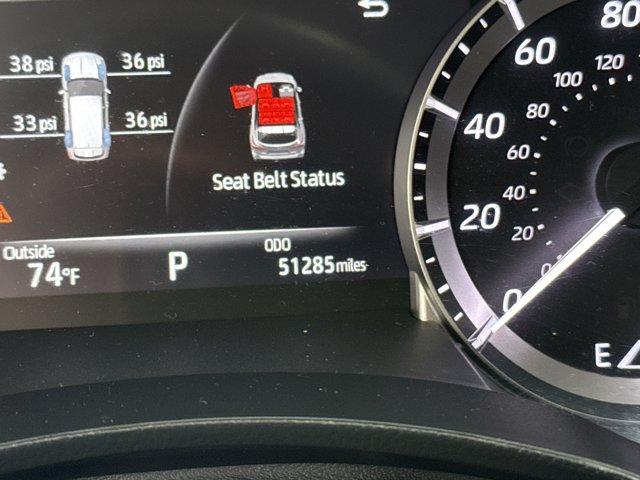 38 psi 36 psi
33 psi 36 psi
Seat Belt Status
Outside
74°F
P
ODO
51285 miles
80
60
40
20
0
120
100
80
60
40
20
0
E